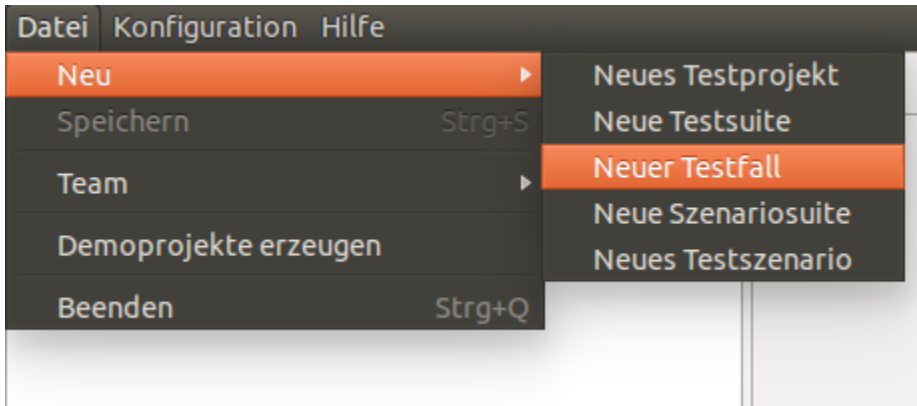 Datei Konfiguration Hilfe
Neu
Speichern Strg+S
Team
Demoprojekte erzeugen
Beenden Strg+Q
Neues Testprojekt
Neue Testsuite
Neuer Testfall
Neue Szenariosuite
Neues Testszenario